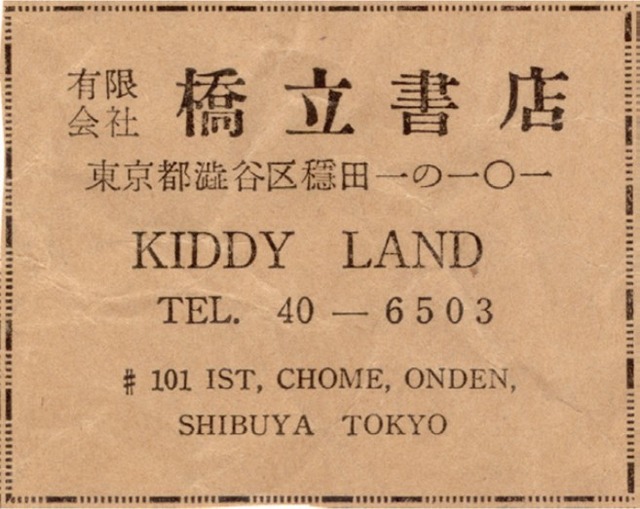 有限会社 橋立書店
東京都澁谷区穩田一の一〇一
KIDDY LAND
TEL. 40 — 6503
# 101 IST, CHOME, ONDEN,
SHIBUYA TOKYO